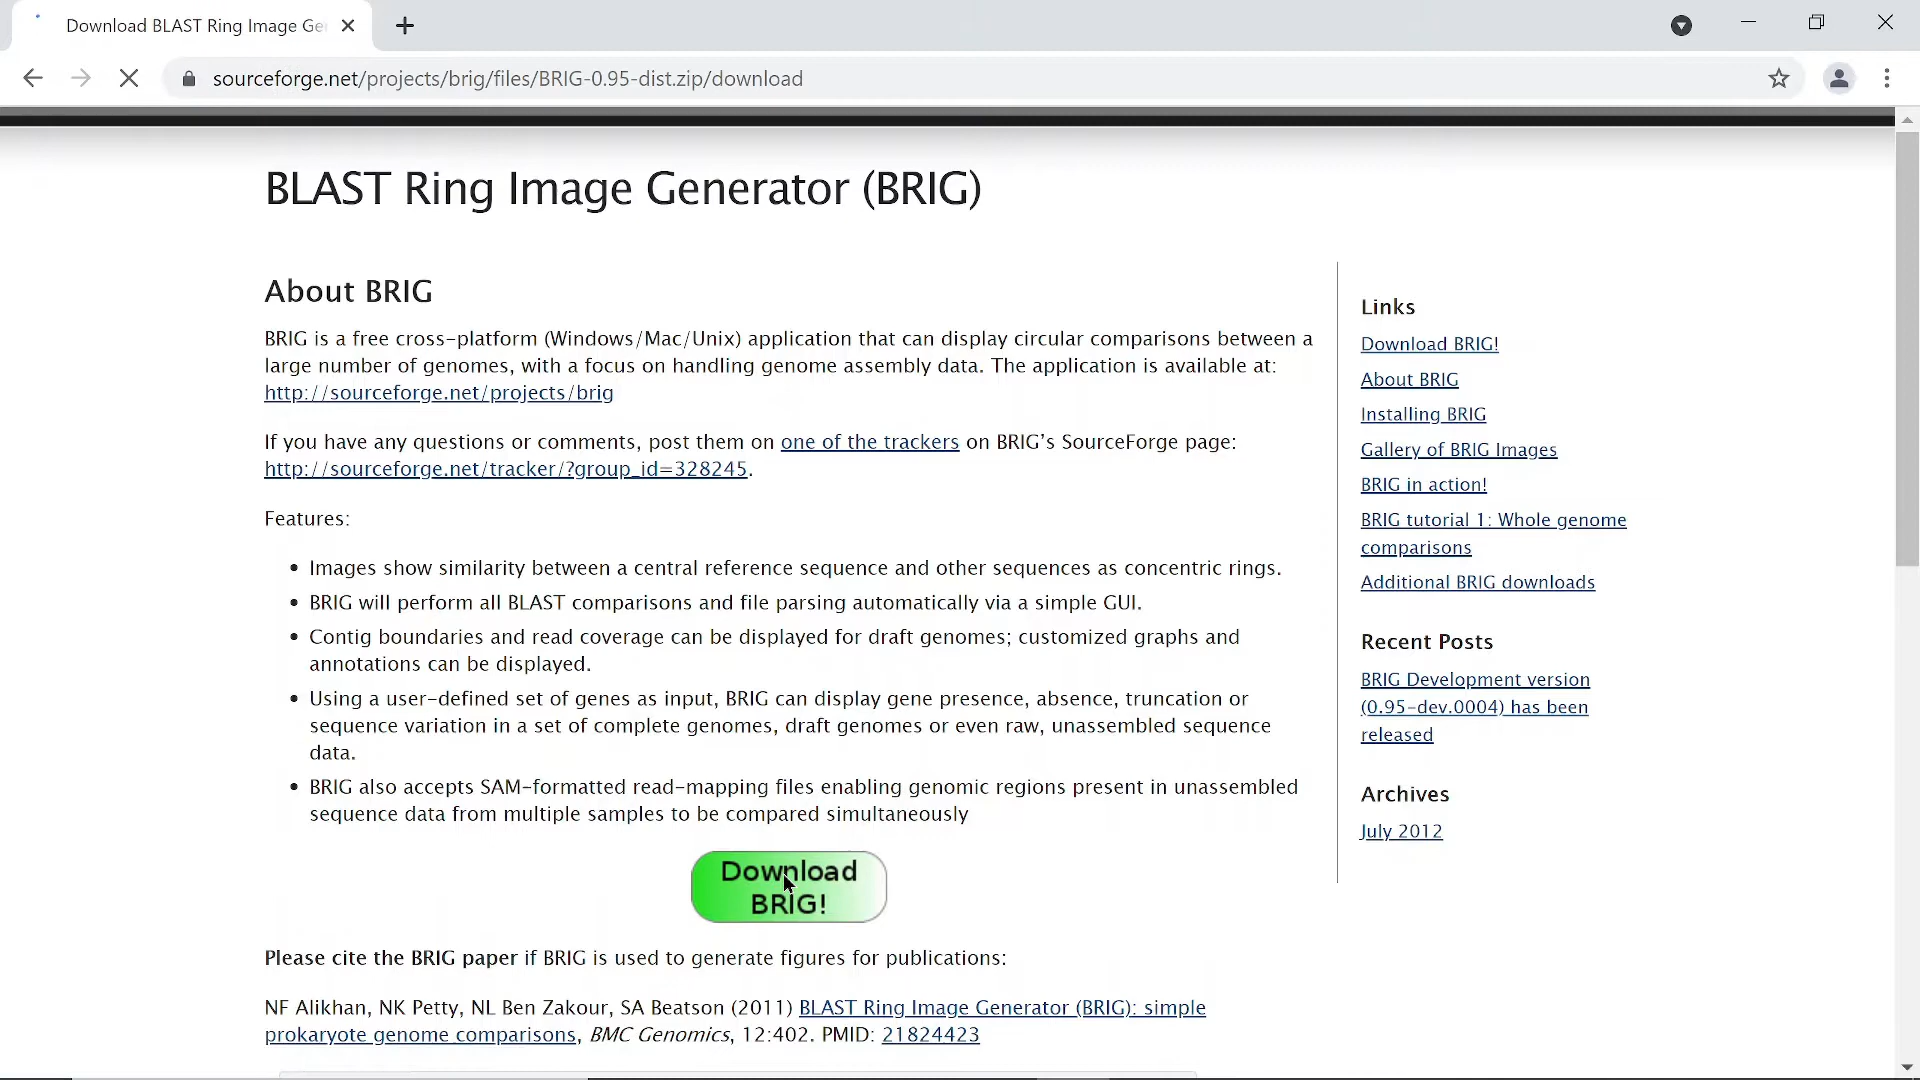 Download BLAST Ring Image Ge
sourceforge.net/projects/brig/files/BRIG-0.95-dist.zip/download
BLAST Ring Image Generator (BRIG)
About BRIG
BRIG is a free cross-platform (Windows/Mac/Unix) application that can display circular comparisons between a
large number of genomes, with a focus on handling genome assembly data. The application is available at:
http://sourceforge.net/projects/brig
If you have any questions or comments, post them on one of the trackers on BRIG's SourceForge page:
http://sourceforge.net/tracker/?group_id=328245.
Features:
• Images show similarity between a central reference sequence and other sequences as concentric rings.
• BRIG will perform all BLAST comparisons and file parsing automatically via a simple GUI.
• Contig boundaries and read coverage can be displayed for draft genomes; customized graphs and
annotations can be displayed.
• Using a user-defined set of genes as input, BRIG can display gene presence, absence, truncation or
sequence variation in a set of complete genomes, draft genomes or even raw, unassembled sequence
data.
• BRIG also accepts SAM-formatted read-mapping files enabling genomic regions present in unassembled
sequence data from multiple samples to be compared simultaneously
Download
BRIG!
Please cite the BRIG paper if BRIG is used to generate figures for publications:
NF Alikhan, NK Petty, NL Ben Zakour, SA Beatson (2011) BLAST Ring Image Generator (BRIG): simple
prokaryote genome comparisons, BMC Genomics, 12:402. PMID: 21824423
Links
Download BRIG!
About BRIG
Installing BRIG
Gallery of BRIG Images
BRIG in action!
BRIG tutorial 1: Whole genome
comparisons
Additional BRIG downloads
Recent Posts
BRIG Development version
(0.95-dev.0004) has been
released
Archives
July 2012